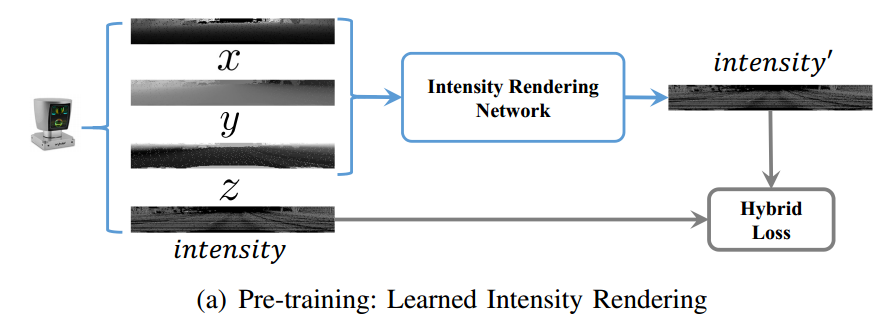 x
y
z
intensity
Intensity Rendering
Network
intensity′
Hybrid
Loss
(a) Pre-training: Learned Intensity Rendering